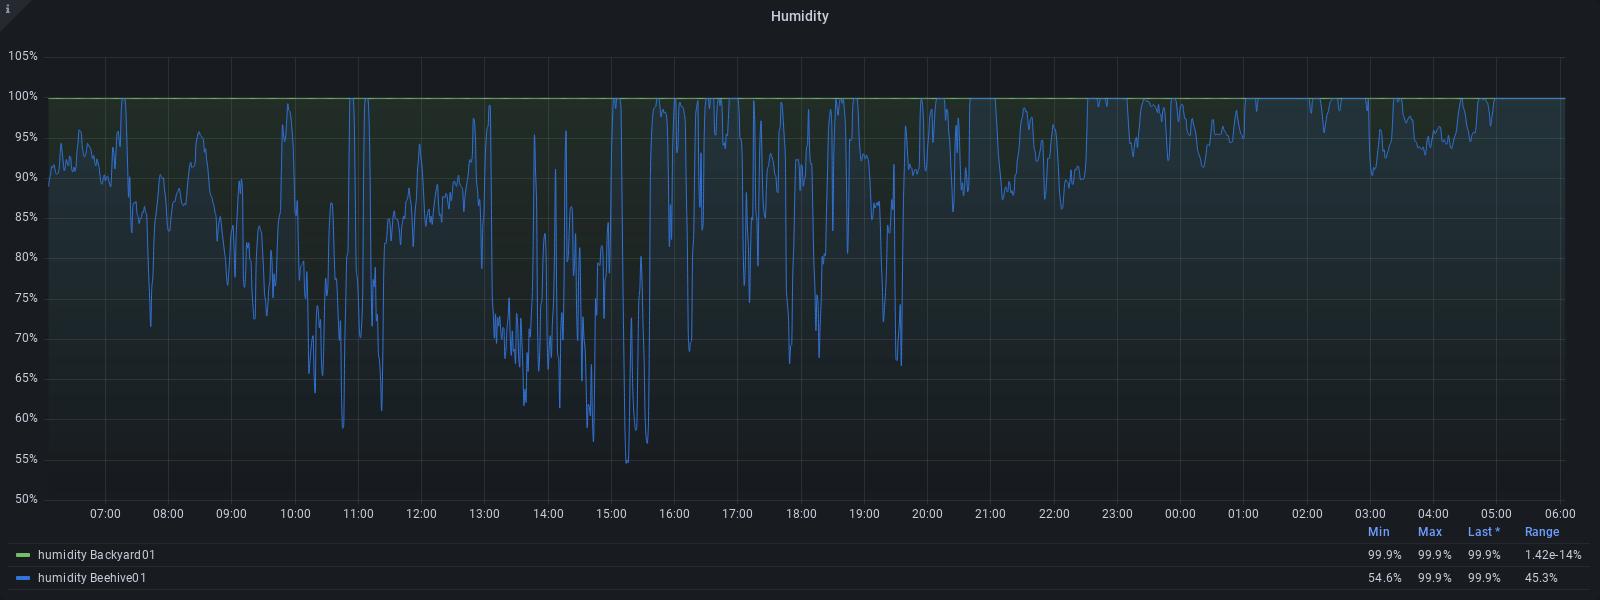 i
Humidity
105%
100%
95%
90%
85%
80%
75%
70%
65%
60%
55%
50%
07:00 08:00 09:00 10:00 11:00 12:00 13:00 14:00 15:00 16:00 17:00 18:00 19:00 20:00 21:00 22:00 23:00 00:00 01:00 02:00 03:00 04:00 05:00 06:00
Min Max Last * Range
humidity Backyard01 99.9% 99.9% 99.9% 1.42e-14%
humidity Beehive01 54.6% 99.9% 99.9% 45.3%